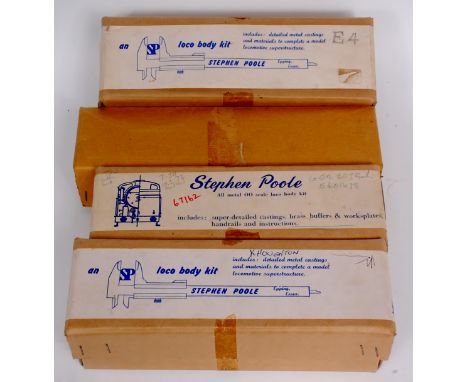 an SP loco body kit
includes: detailed metal castings
and materials to complete a model
locomotive superstructure.
STEPHEN POOLE
Epping,
Essex.
E4
Stephen Poole
All metal OO scale loco body kit
67162
includes: super-detailed castings, brass buffers & worksplates,
handrails and instructions.
K HOUGHTON
an SP loco body kit
includes: detailed metal castings
and materials to complete a model
locomotive superstructure.
STEPHEN POOLE
Epping,
Essex.